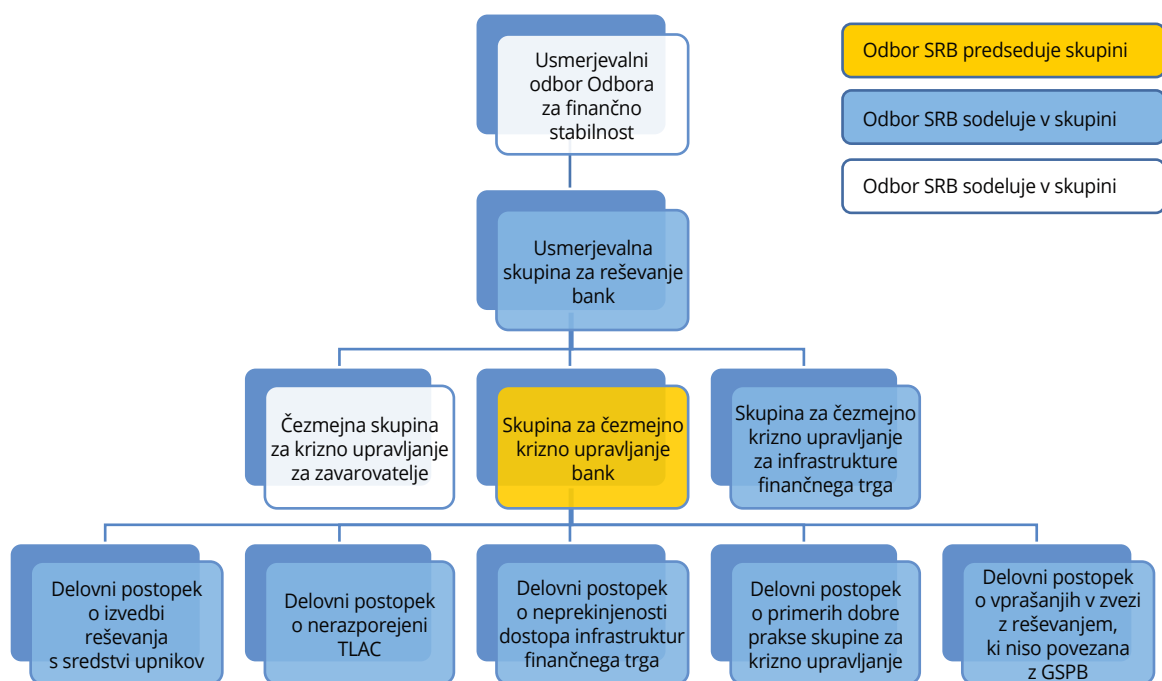 Usmerjevalni
odbor Odbora
za finančno
stabilnost
Odbor SRB predseduje skupini
Odbor SRB sodeluje v skupini
Odbor SRB sodeluje v skupini
Usmerjevalna
skupina za reševanje
bank
Čezmejna skupina
za krizno upravljanje
za zavarovatelje
Skupina za čezmejno
krizno upravljanje
bank
Skupina za čezmejno
krizno upravljanje
za infrastrukture
finančnega trga
Delovni postopek
o izvedbi
reševanja
s sredstvi upnikov
Delovni postopek
o nerazporejeni
TLAC
Delovni postopek
o neprekinjenosti
dostopa infrastruktur
finančnega trga
Delovni postopek
o primerih dobre
prakse skupine za
krizno upravljanje
Delovni postopek
o vprašanjih v zvezi
z reševanjem,
ki niso povezana
z GSPB